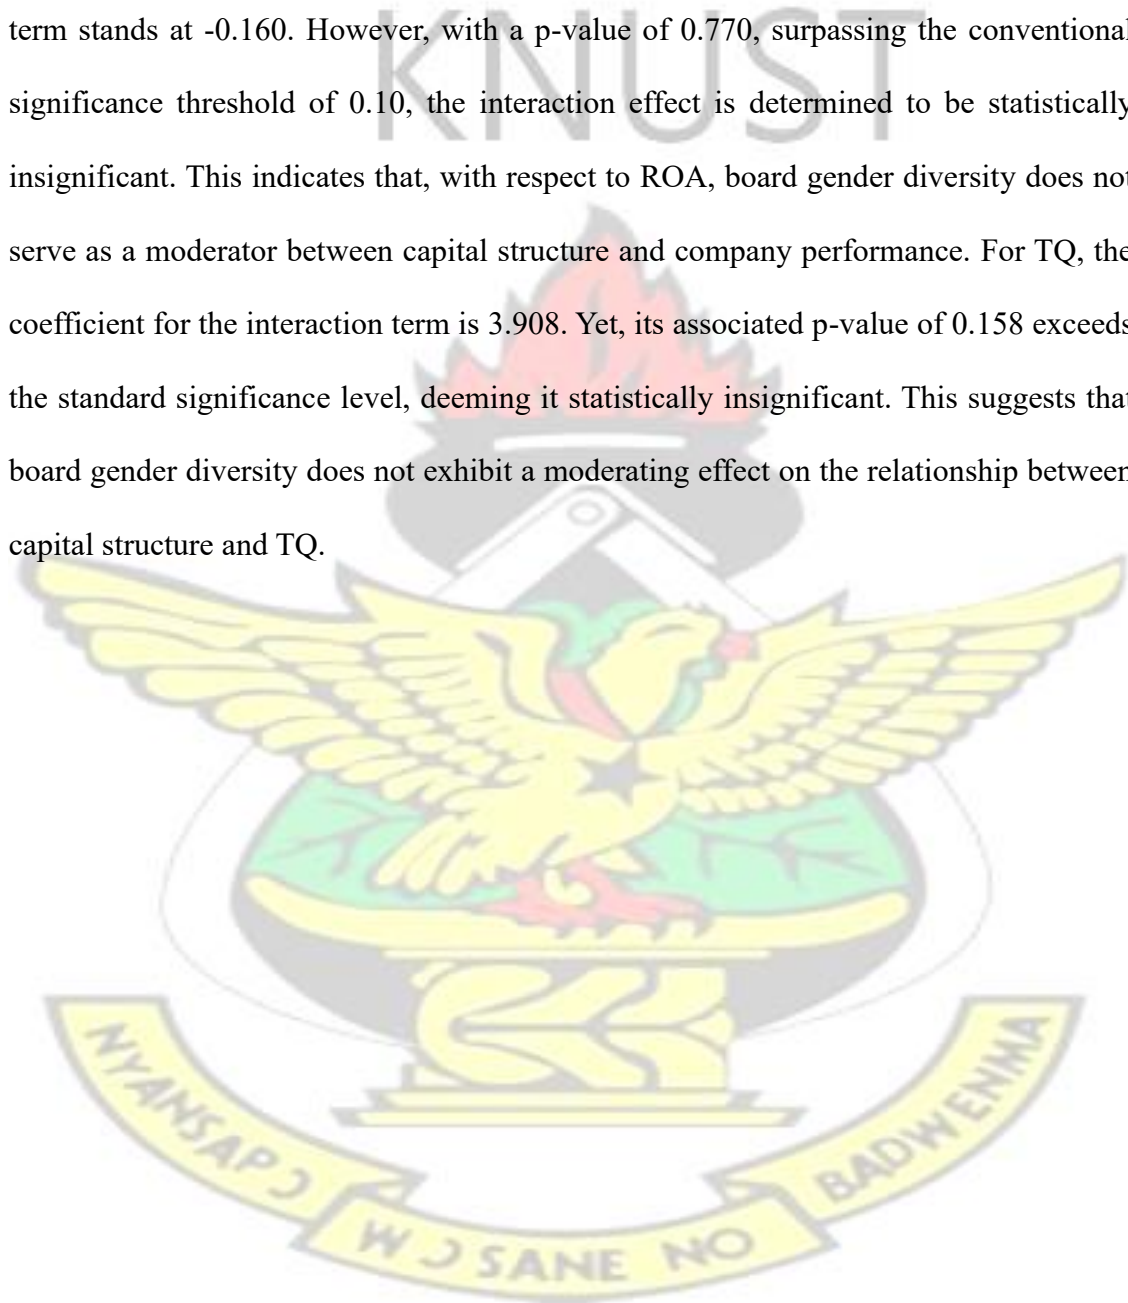 KNUST
term stands at -0.160. However, with a p-value of 0.770, surpassing the conventional
significance threshold of 0.10, the interaction effect is determined to be statistically
insignificant. This indicates that, with respect to ROA, board gender diversity does not
serve as a moderator between capital structure and company performance. For TQ, the
coefficient for the interaction term is 3.908. Yet, its associated p-value of 0.158 exceeds
the standard significance level, deeming it statistically insignificant. This suggests that
board gender diversity does not exhibit a moderating effect on the relationship between
capital structure and TQ.
NYANSAPƆ WƆSANE NO BADWENMA